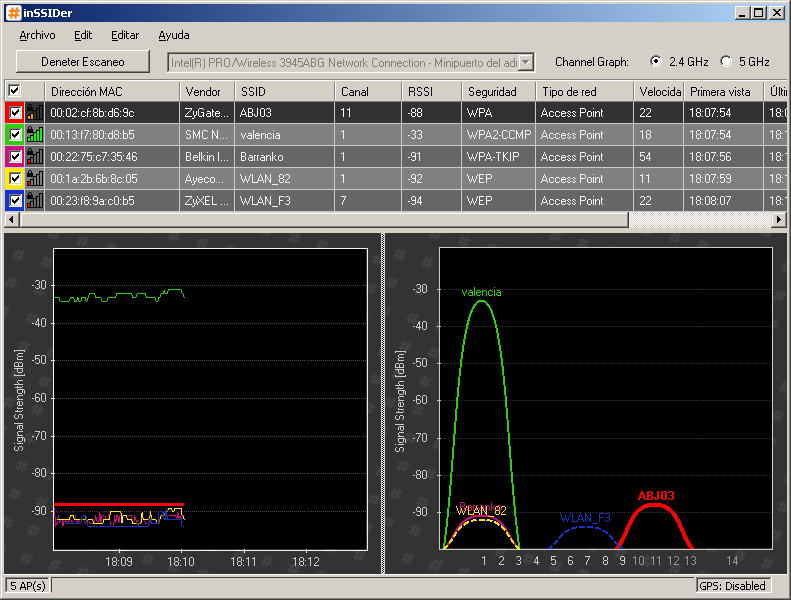 inSSIDer
Archivo Edit Editar Ayuda
Deneter Escaneo Intel(R) PRO/Wireless 3945ABG Network Connection - Minipuerto del adm Channel Graph: 2.4 GHz 5 GHz
Dirección MAC Vendor SSID Canal RSSI Seguridad Tipo de red Velocida Primera vista Últi
00:02:cf:8b:d6:9c ZyGate... ABJ03 11 -88 WPA Access Point 22 18:07:54 18:0
00:13:f7:80:d8:b5 SMC N... valencia 1 -33 WPA2-CCMP Access Point 18 18:07:54 18:1
00:22:75:c7:35:46 Belkin I... Barranko 1 -91 WPA-TKIP Access Point 54 18:07:56 18:1
00:1a:2b:6b:8c:05 Ayeco... WLAN_82 1 -92 WEP Access Point 11 18:07:59 18:1
00:23:f8:9a:c0:b5 ZyXEL ... WLAN_F3 7 -94 WEP Access Point 22 18:08:07 18:1
Signal Strength [dBm]
-30
-40
-50
-60
-70
-80
-90
18:09 18:10 18:11 18:12
Signal Strength [dBm]
-30
-40
-50
-60
-70
-80
-90
valencia
WLAN_82
WLAN_F3
ABJ03
1 2 3 4 5 6 7 8 9 10 11 12 13 14
5 AP(s) GPS: Disabled